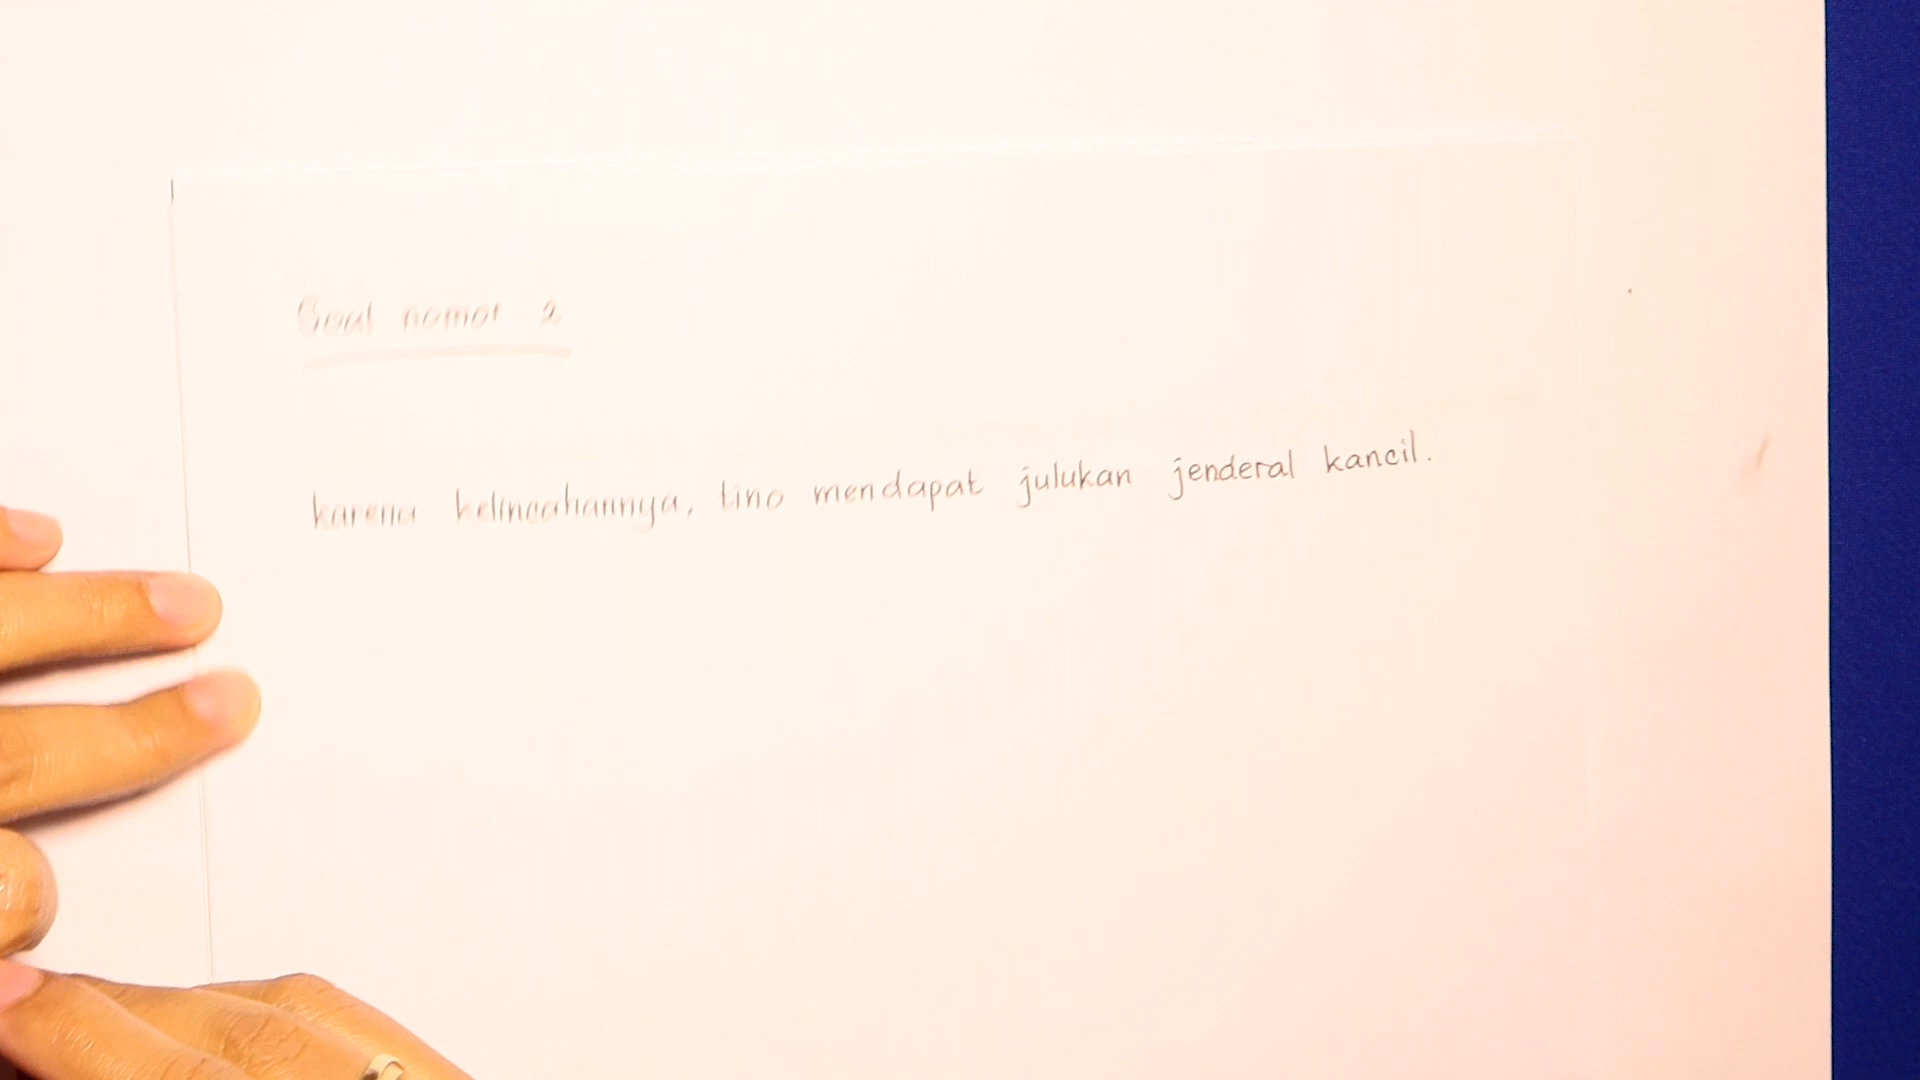 Soal nomor 2
karena kelincahannya, tino mendapat julukan jenderal kancil.